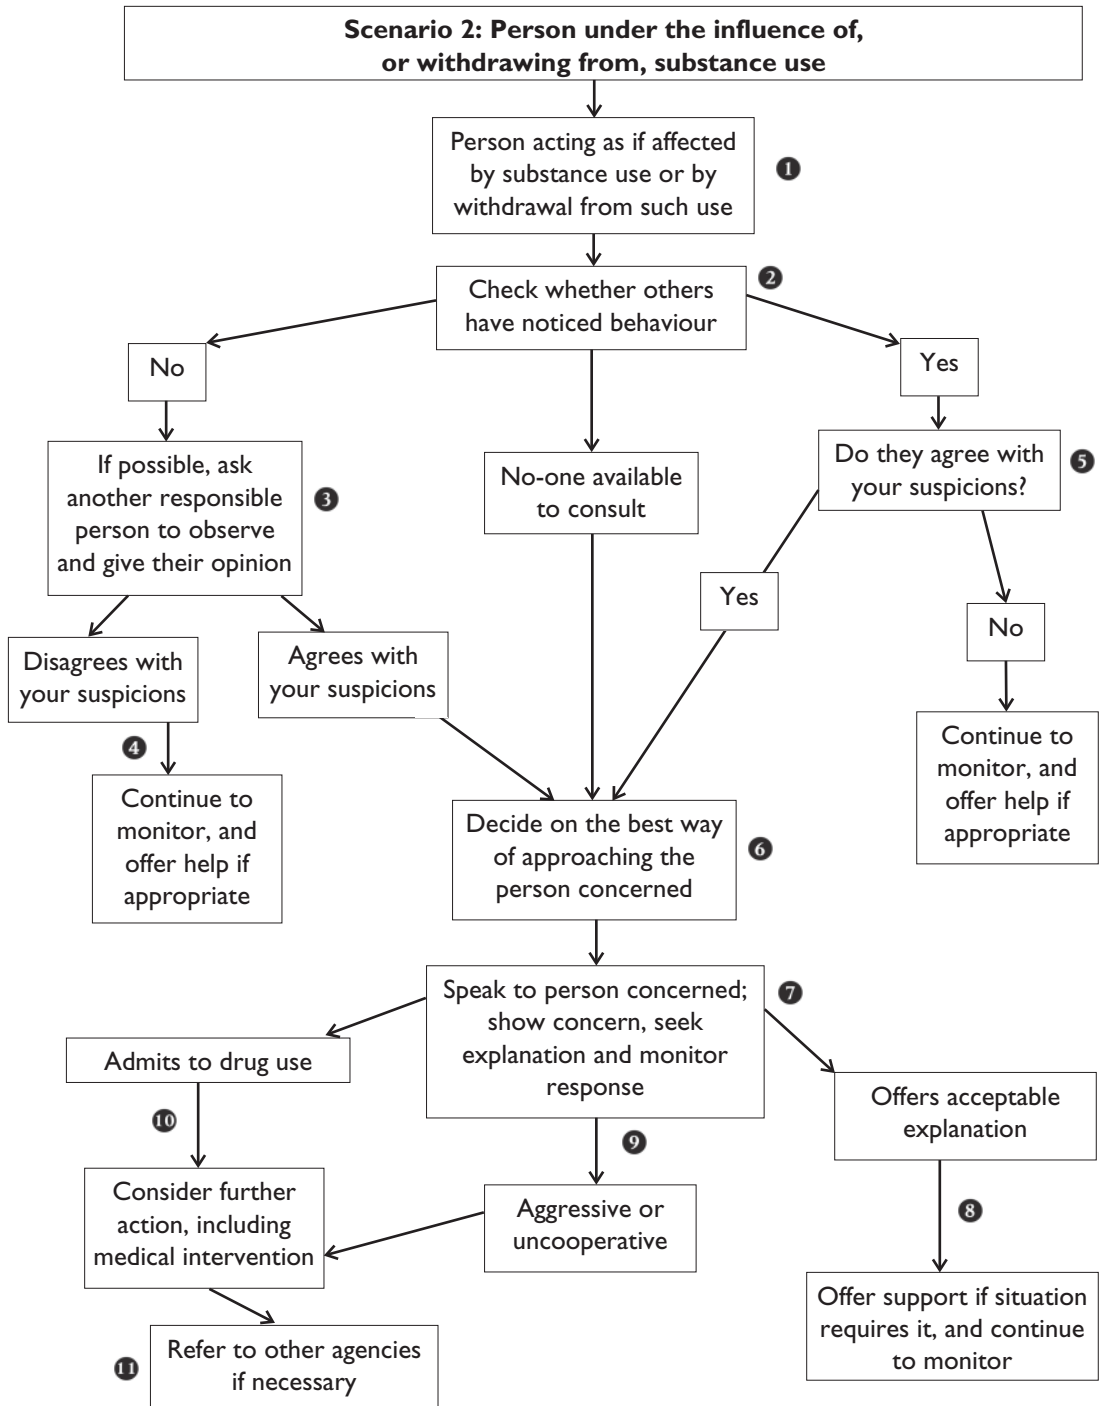 Scenario 2: Person under the influence of,
or withdrawing from, substance use
Person acting as if affected
by substance use or by
withdrawal from such use
1
Check whether others
have noticed behaviour
2
No
Yes
If possible, ask
another responsible
person to observe
and give their opinion
3
No-one available
to consult
Do they agree with
your suspicions?
5
Yes
No
Disagrees with
your suspicions
Agrees with
your suspicions
4
Continue to
monitor, and
offer help if
appropriate
Continue to
monitor, and
offer help if
appropriate
Decide on the best way
of approaching the
person concerned
6
Speak to person concerned;
show concern, seek
explanation and monitor
response
7
Admits to drug use
Offers acceptable
explanation
10
9
8
Consider further
action, including
medical intervention
Aggressive or
uncooperative
Offer support if situation
requires it, and continue
to monitor
11
Refer to other agencies
if necessary